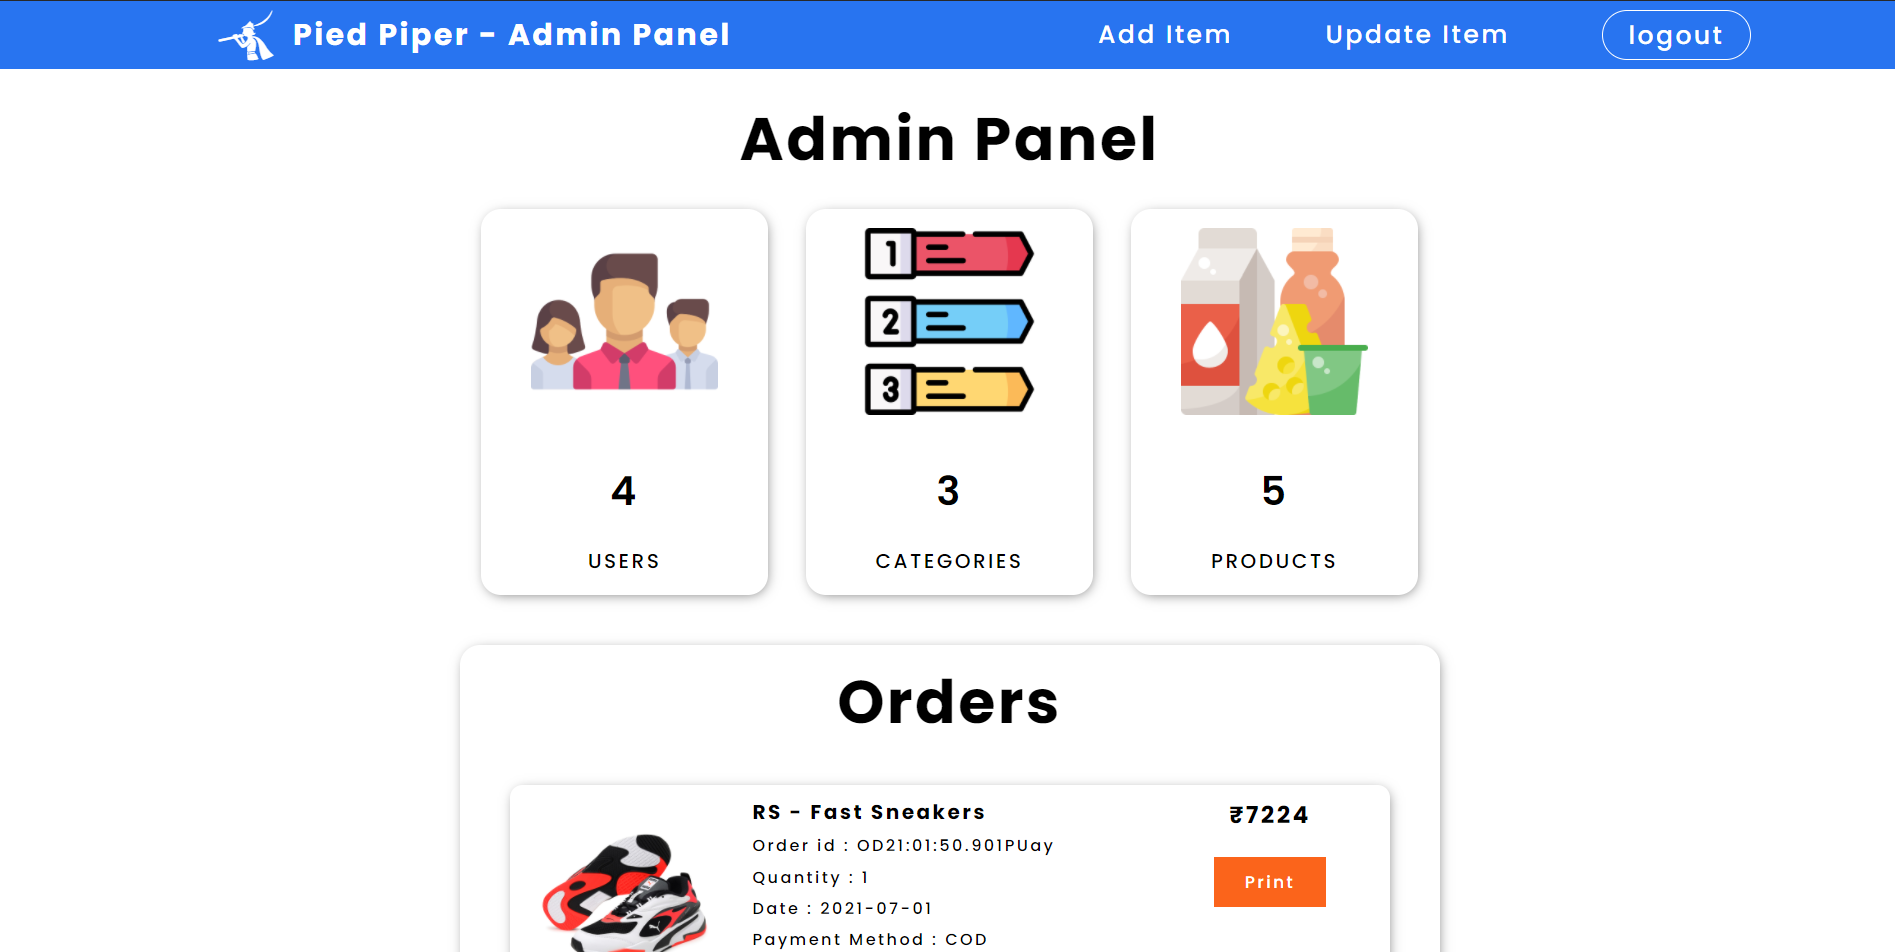 Pied Piper - Admin Panel
Add Item
Update Item
logout
Admin Panel
1
2
3
4
USERS
3
CATEGORIES
5
PRODUCTS
Orders
RS - Fast Sneakers
₹7224
Order id : OD21:01:50.901PUay
Quantity : 1
Print
Date : 2021-07-01
Payment Method : COD